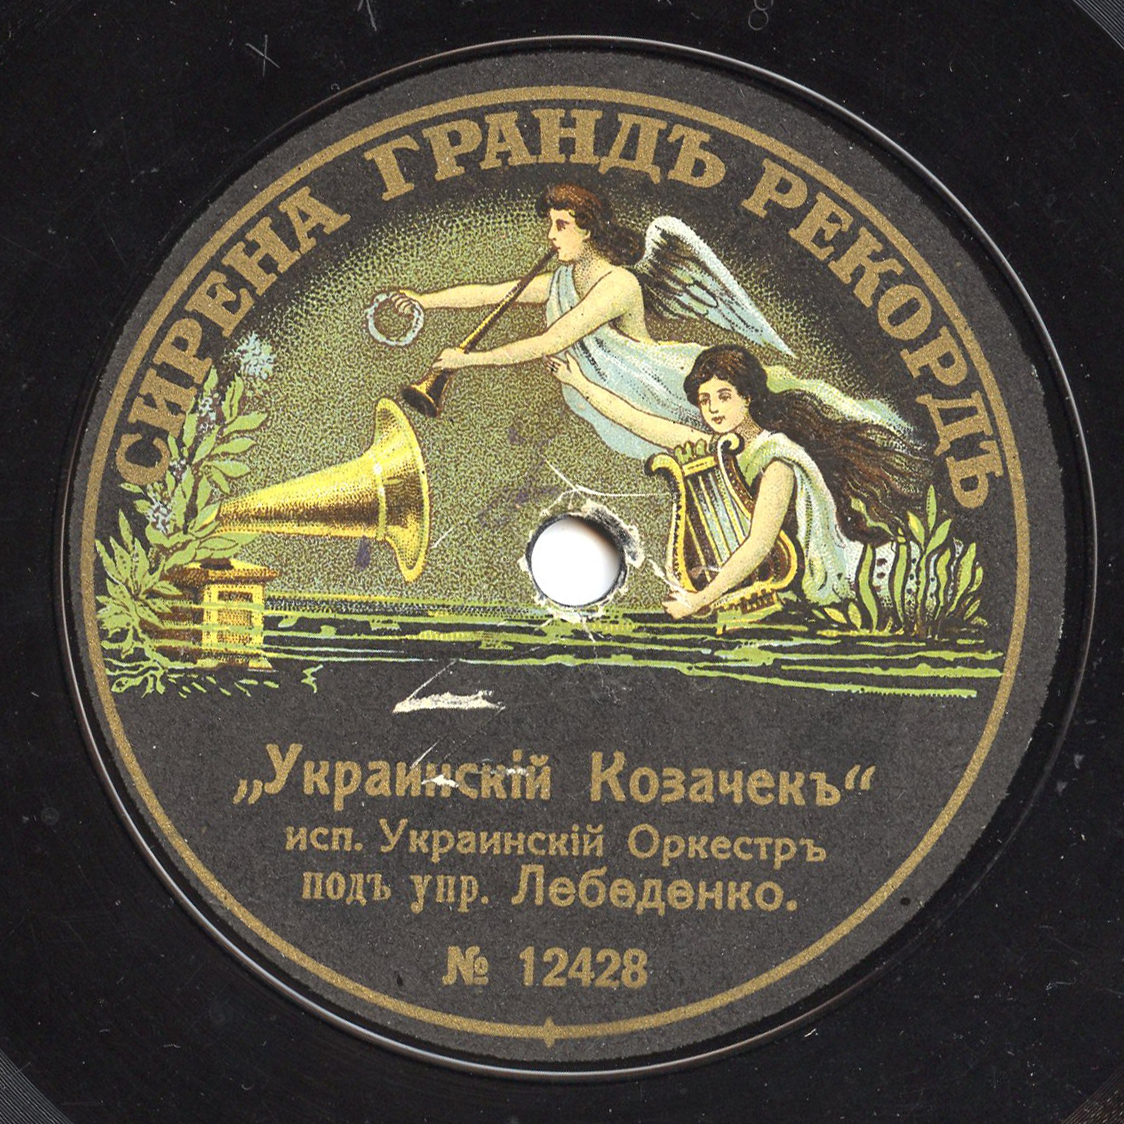 СИРЕНА ГРАНДЪ РЕКОРДЪ
„Украинскій Козачекъ“
исп. Украинскій Оркестръ
подъ упр. Лебеденко.
№ 12428